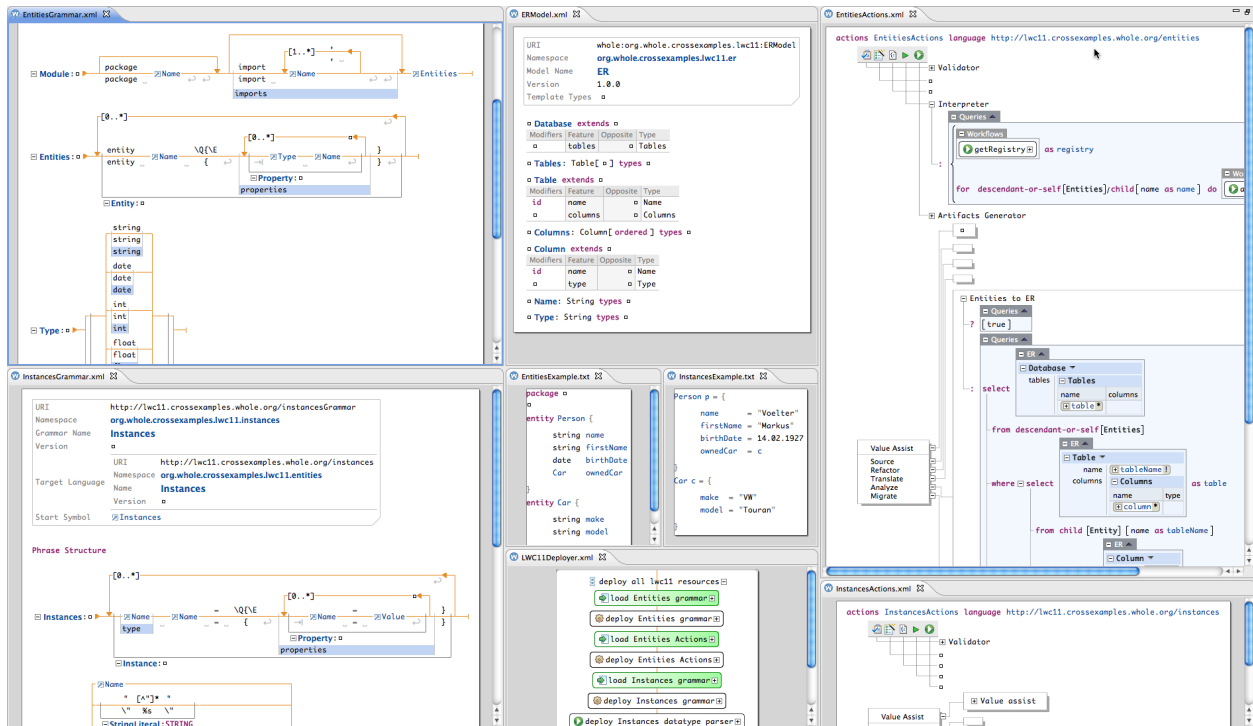 EntitiesGrammar.xml
[1..*]
,
,
package
import
Module:
Name
Name
Entities
package
import
imports
[0..*]
[0..*]
entity
\Q{\E
}
Entities:
Name
Type
Name
entity
{
}
Property:
properties
Entity:
string
string
string
date
date
date
int
int
Type:
int
float
float
ERModel.xml
URI whole:org.whole.crossexamples.lwc11:ERModel
Namespace org.whole.crossexamples.lwc11.er
Model Name ER
Version 1.0.0
Template Types
Database extends
Modifiers Feature Opposite Type
tables Tables
Tables: Table[ ] types
Table extends
Modifiers Feature Opposite Type
id name Name
columns Columns
Columns: Column[ ordered ] types
Column extends
Modifiers Feature Opposite Type
id name Name
type Type
Name: String types
Type: String types
EntitiesActions.xml
actions EntitiesActions language http://lwc11.crossexamples.whole.org/entities
Validator
Interpreter
Queries
Workflows
getRegistry as registry
:
Wo
for descendant-or-self[Entities]/child[name as name] do
Artifacts Generator
Entities to ER
Queries
? [true]
Queries
ER
Database
tables Tables
: select
name columns
table*
from descendant-or-self[Entities]
ER
Table
name tableName!
where select columns Columns as table
name type
column*
from child [Entity] [name as tableName]
ER
Column
Value Assist
Source
Refactor
Translate
Analyze
Migrate
InstancesGrammar.xml
URI http://lwc11.crossexamples.whole.org/instancesGrammar
Namespace org.whole.crossexamples.lwc11.instances
Grammar Name Instances
Version
Target Language
URI http://lwc11.crossexamples.whole.org/instances
Namespace org.whole.crossexamples.lwc11.entities
Name Instances
Version
Start Symbol Instances
Phrase Structure
[0..*]
[0..*]
= \Q{\E = }
Instances: Name Name Name Value
= { = }
type
Property:
properties
Instance:
Name
" [^"]* "
\" %s \"
StringLiteral:STRING
EntitiesExample.txt
package
entity Person {
string name
string firstName
date birthDate
Car ownedCar
}
entity Car {
string make
string model
InstancesExample.txt
Person p = {
name = "Voelter"
firstName = "Markus"
birthDate = 14.02.1927
ownedCar = c
}
Car c = {
make = "VW"
model = "Touran"
}
LWC11Deployer.xml
deploy all lwc11 resources
load Entities grammar
deploy Entities grammar
load Entities Actions
deploy Entities Actions
load Instances grammar
deploy Instances grammar
deploy Instances datatype parser
InstancesActions.xml
actions InstancesActions language http://lwc11.crossexamples.whole.org/instances
Validator
Value assist
Value Assist